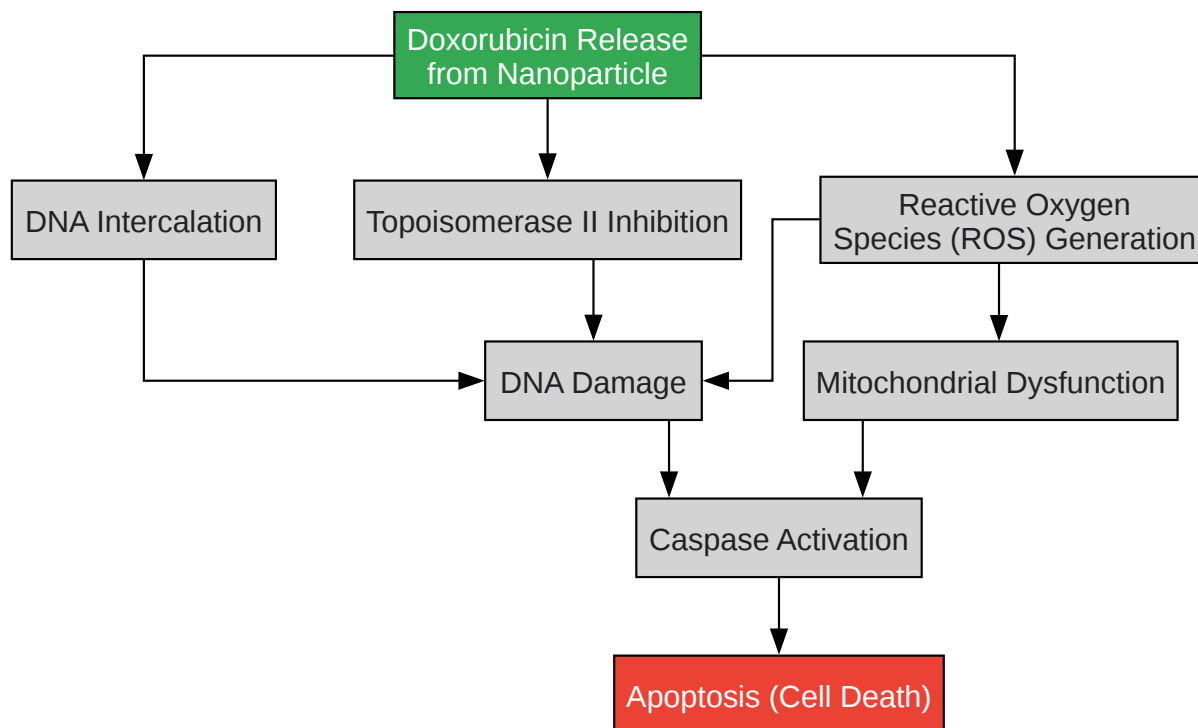 Doxorubicin Release
from Nanoparticle
DNA Intercalation
Topoisomerase II Inhibition
Reactive Oxygen
Species (ROS) Generation
DNA Damage
Mitochondrial Dysfunction
Caspase Activation
Apoptosis (Cell Death)